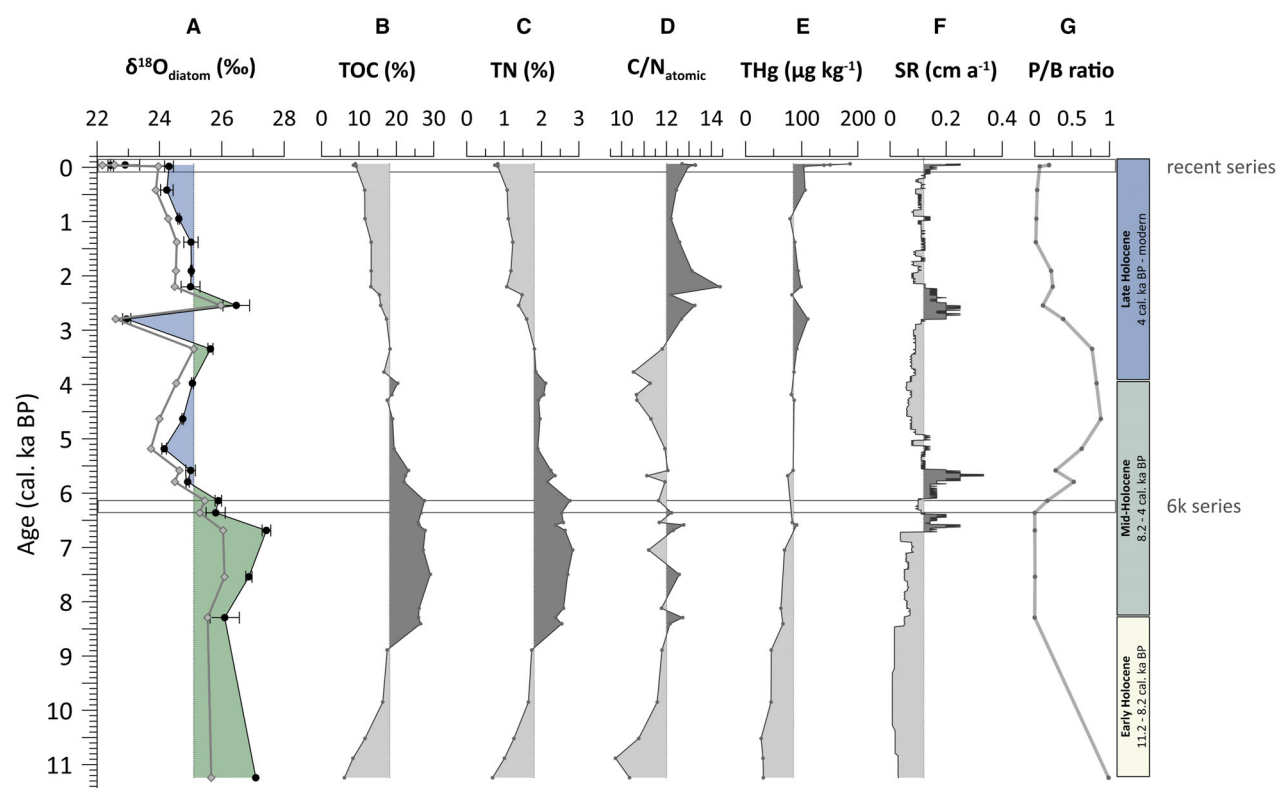 A B C D E F G
δ18Odiatom (‰) TOC (%) TN (%) C/Natomic THg (µg kg-1) SR (cm a-1) P/B ratio
22 24 26 28 0 10 20 30 0 1 2 3 10 12 14 0 100 200 0 0.2 0.4 0 0.5 1
0
1
2
3
4
5
6
7
8
9
10
11
Age (cal. ka BP)
recent series
6k series
Late Holocene
4 cal. ka BP - modern
Mid-Holocene
8.2 - 4 cal. ka BP
Early Holocene
11.2 - 8.2 cal. ka BP